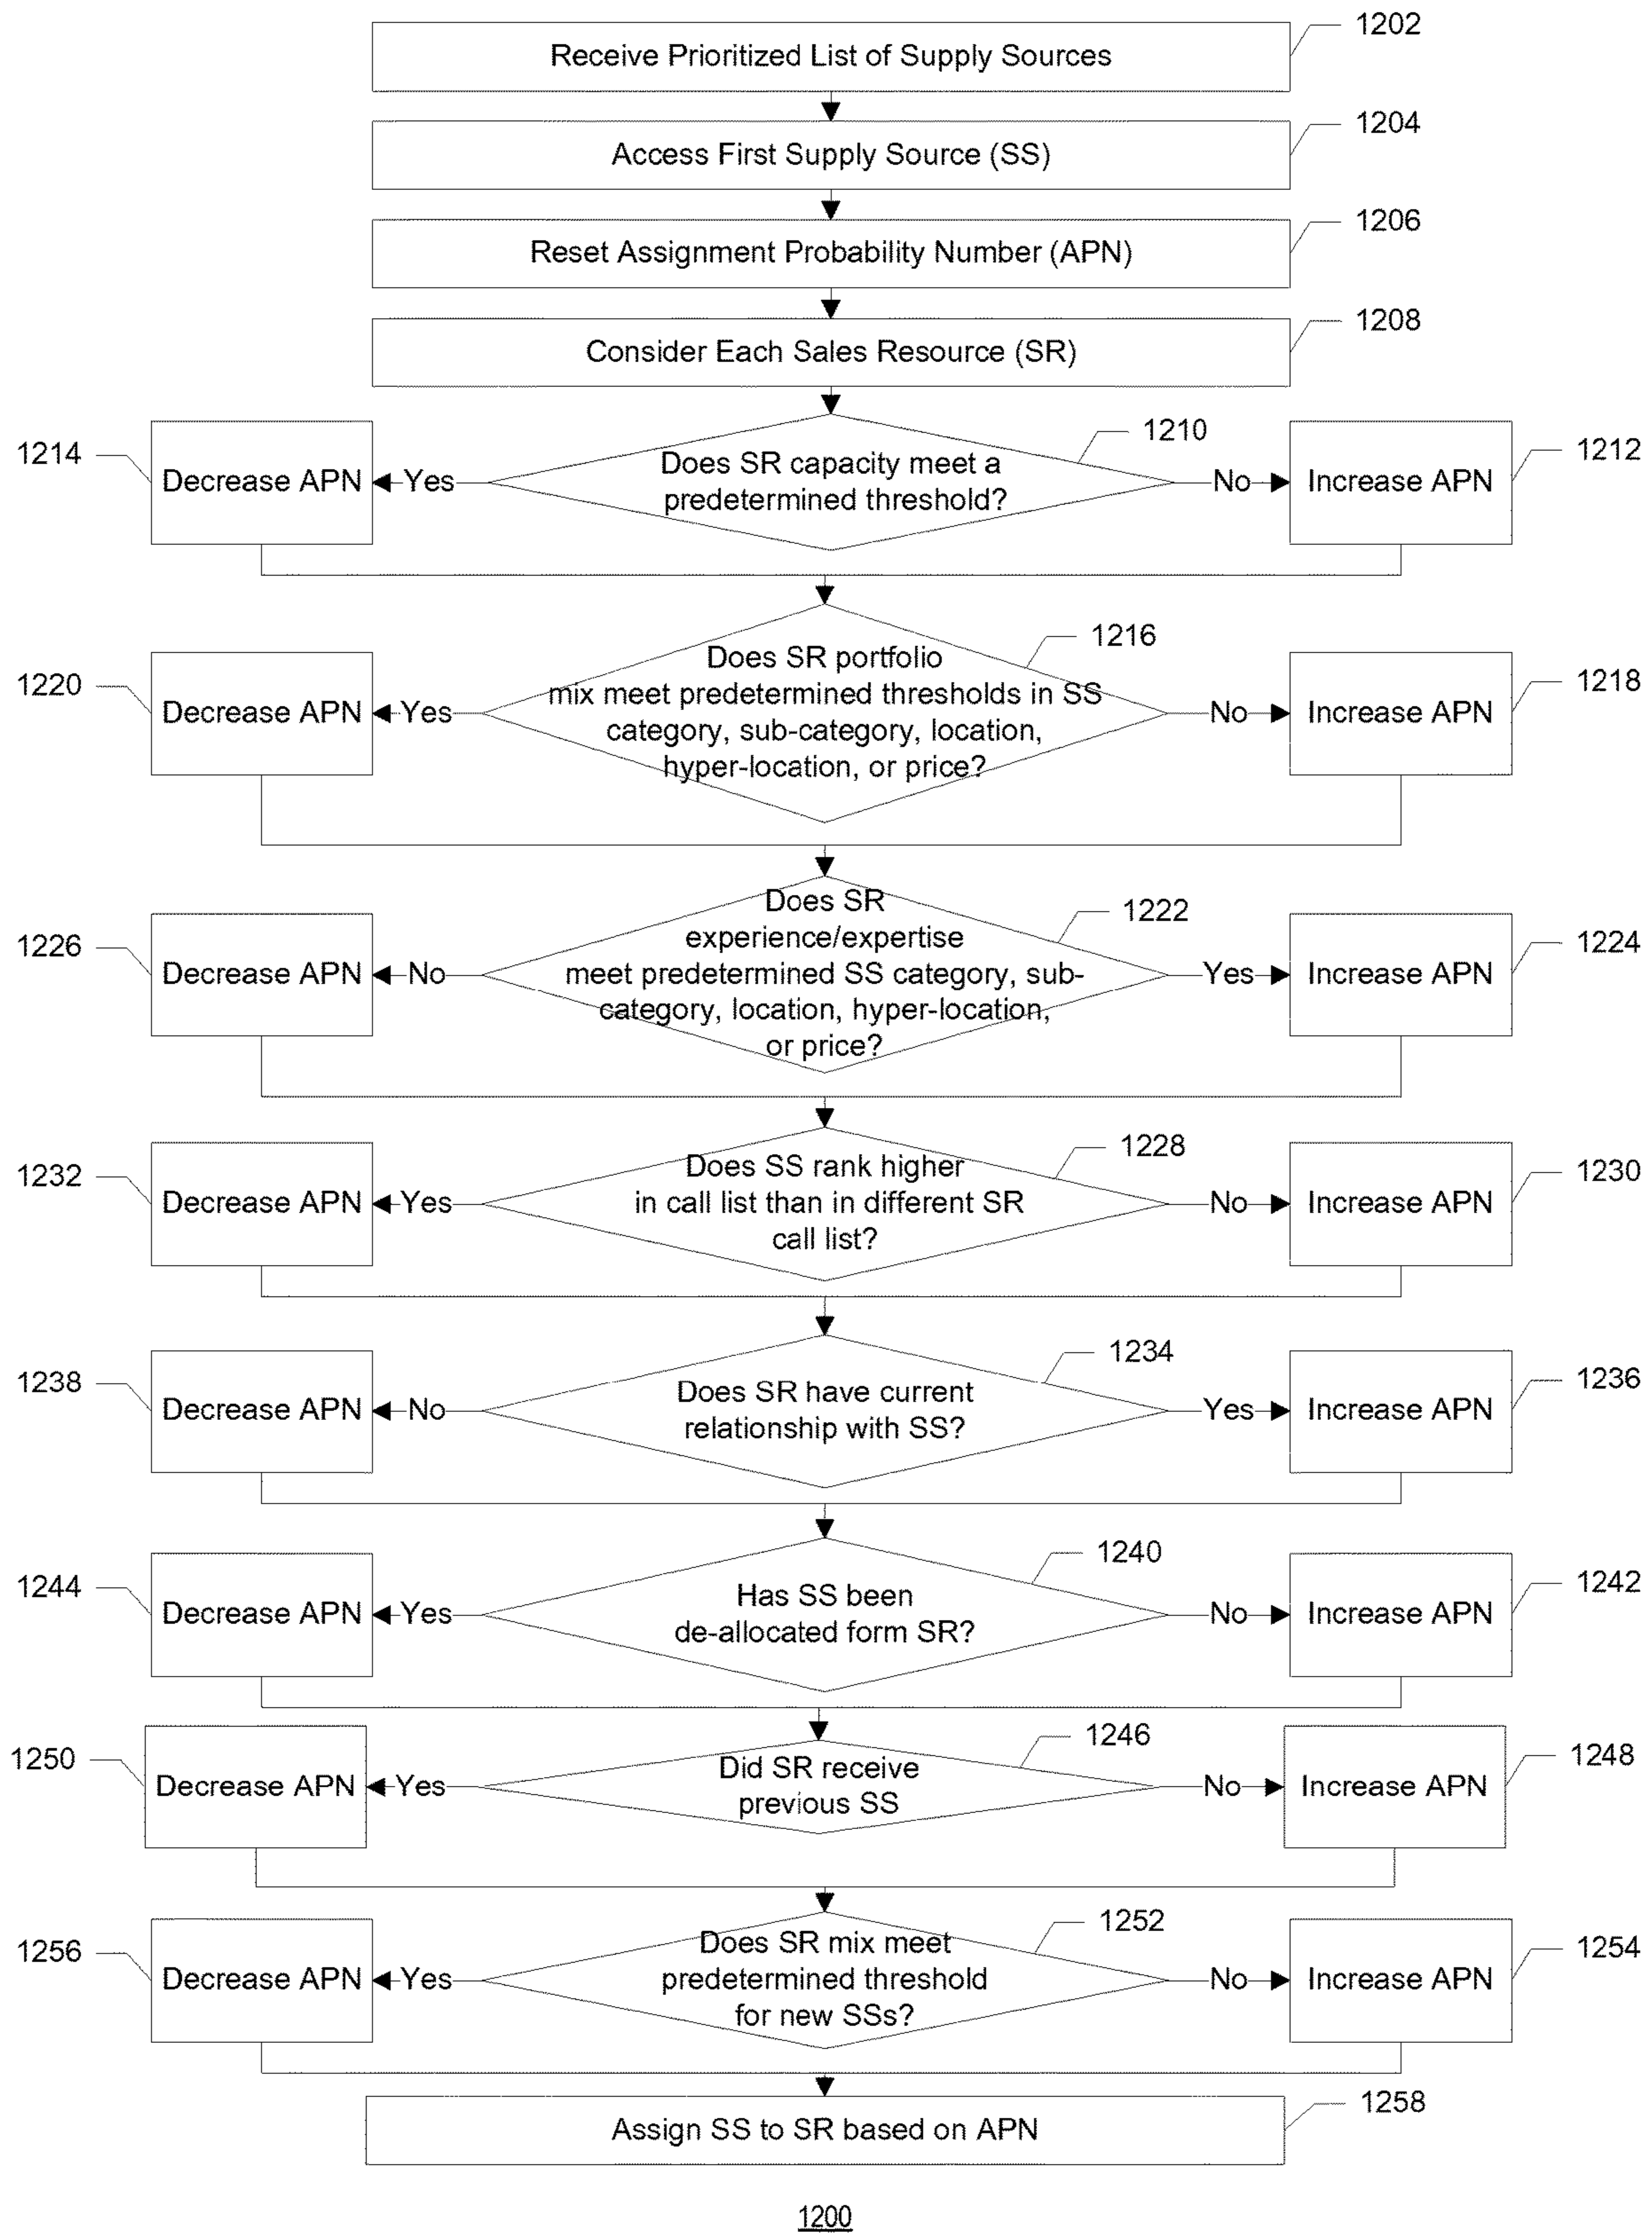 Receive Prioritized List of Supply Sources
1202
Access First Supply Source (SS)
1204
Reset Assignment Probability Number (APN)
1206
Consider Each Sales Resource (SR)
1208
1214
Decrease APN
Yes
Does SR capacity meet a
predetermined threshold?
1210
No
Increase APN
1212
1220
Decrease APN
Yes
Does SR portfolio
mix meet predetermined thresholds in SS
category, sub-category, location,
hyper-location, or price?
1216
No
Increase APN
1218
1226
Decrease APN
No
Does SR
experience/expertise
meet predetermined SS category, sub-
category, location, hyper-location,
or price?
1222
Yes
Increase APN
1224
1232
Decrease APN
Yes
Does SS rank higher
in call list than in different SR
call list?
1228
No
Increase APN
1230
1238
Decrease APN
No
Does SR have current
relationship with SS?
1234
Yes
Increase APN
1236
1244
Decrease APN
Yes
Has SS been
de-allocated form SR?
1240
No
Increase APN
1242
1250
Decrease APN
Yes
Did SR receive
previous SS
1246
No
Increase APN
1248
1256
Decrease APN
Yes
Does SR mix meet
predetermined threshold
for new SSs?
1252
No
Increase APN
1254
Assign SS to SR based on APN
1258
1200